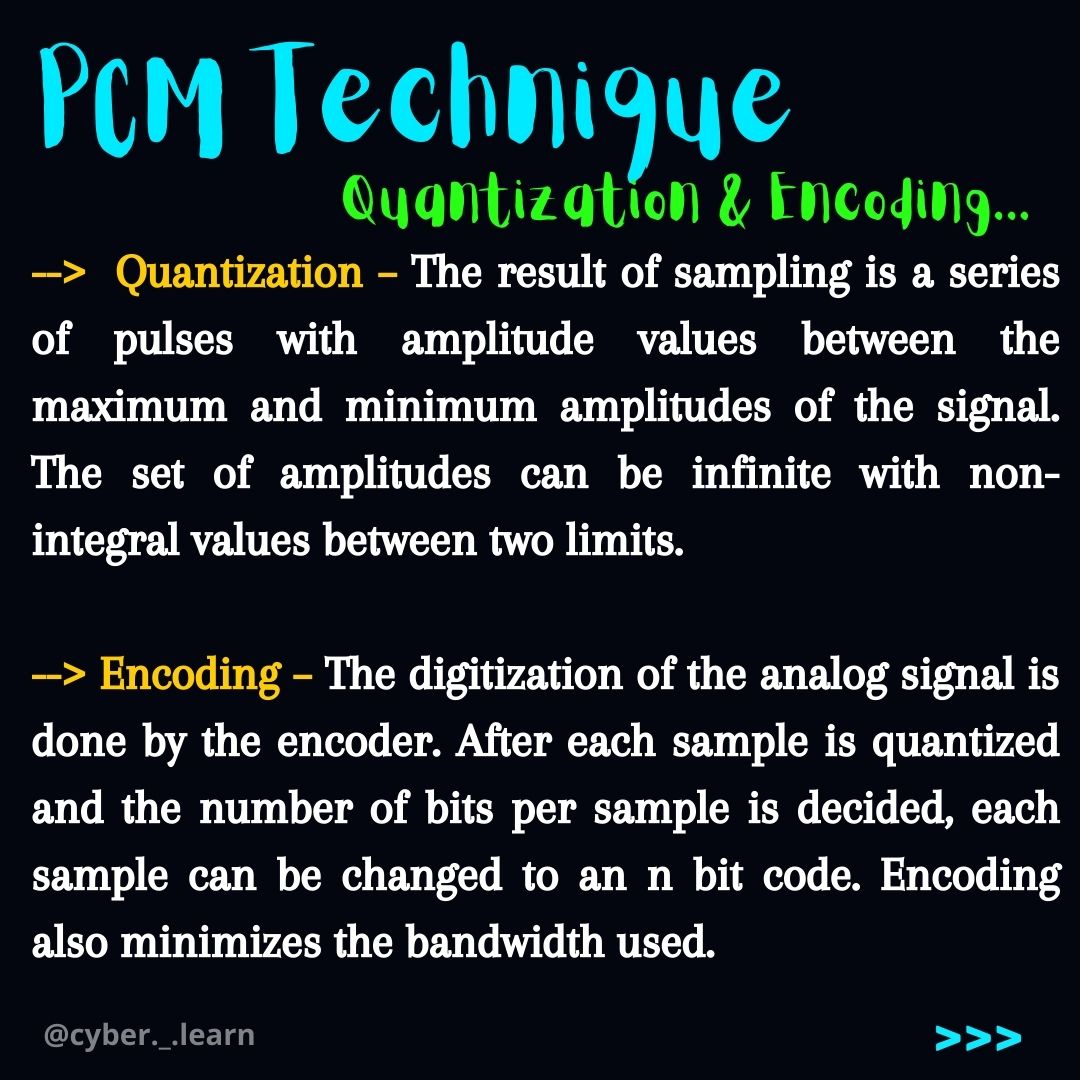 PCM Technique
Quantization & Encoding...
--> Quantization – The result of sampling is a series
of pulses with amplitude values between the
maximum and minimum amplitudes of the signal.
The set of amplitudes can be infinite with non-
integral values between two limits.
--> Encoding – The digitization of the analog signal is
done by the encoder. After each sample is quantized
and the number of bits per sample is decided, each
sample can be changed to an n bit code. Encoding
also minimizes the bandwidth used.
@cyber._.learn
>>>